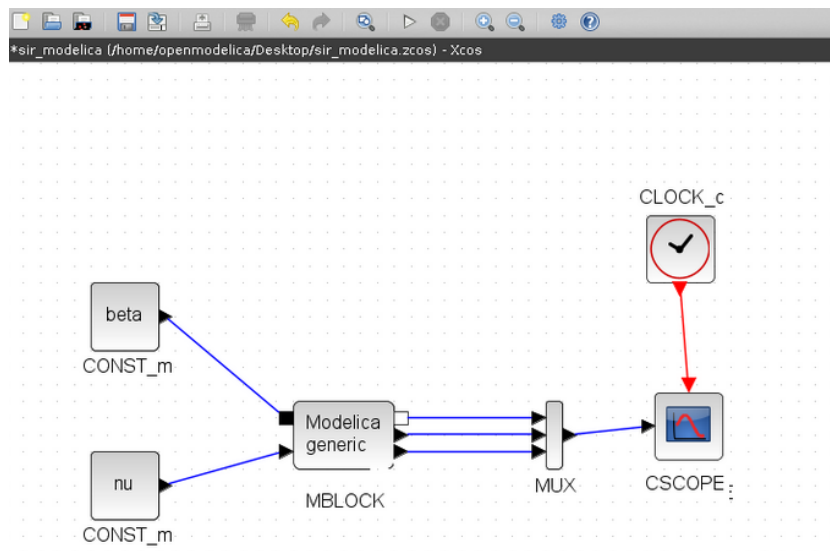 *sir_modelica (/home/openmodelica/Desktop/sir_modelica.zcos) - Xcos
CLOCK_c
beta
CONST_m
Modelica
generic
MBLOCK
MUX
CSCOPE
nu
CONST_m